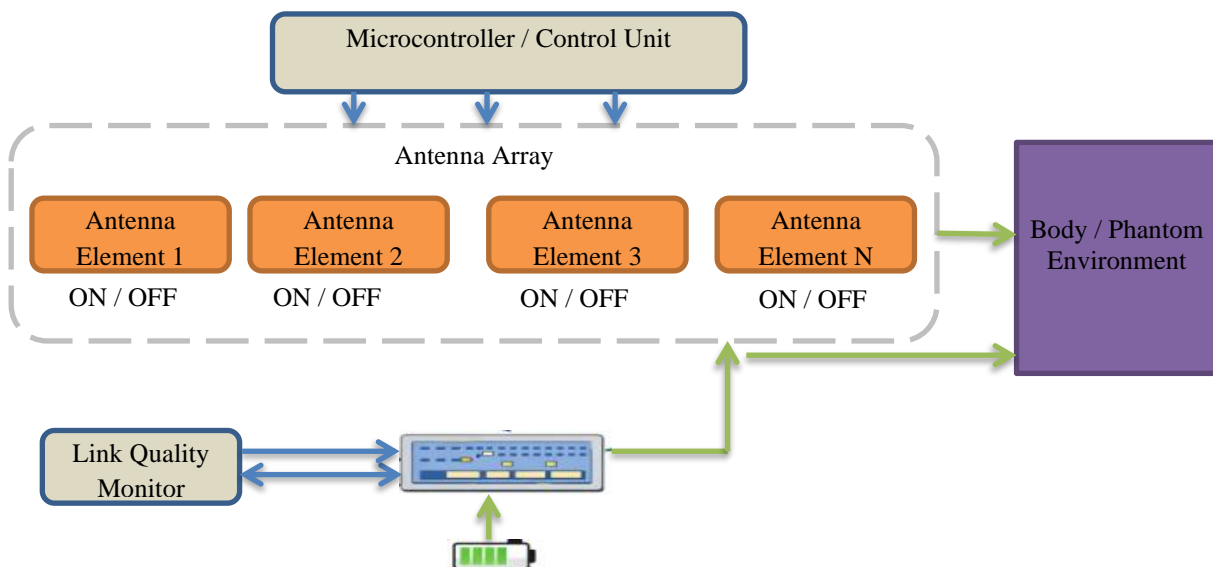 Microcontroller / Control Unit
Antenna Array
Antenna
Element 1
Antenna
Element 2
Antenna
Element 3
Antenna
Element N
ON / OFF
ON / OFF
ON / OFF
ON / OFF
Body / Phantom
Environment
Link Quality
Monitor